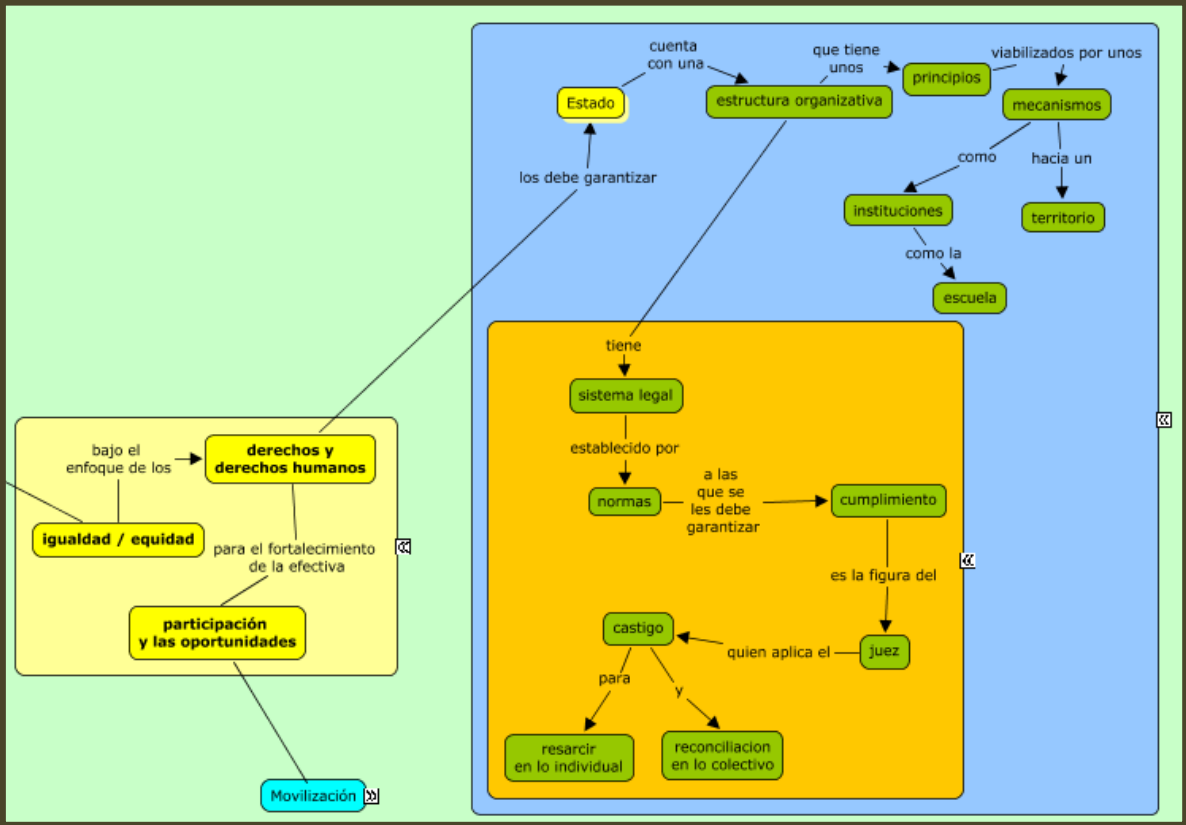 cuenta
con una
que tiene
unos
viabilizados por unos
Estado
estructura organizativa
principios
mecanismos
los debe garantizar
como
hacia un
instituciones
territorio
como la
escuela
tiene
sistema legal
establecido por
normas
a las
que se
les debe
garantizar
cumplimiento
es la figura del
juez
quien aplica el
castigo
para
y
resarcir
en lo individual
reconciliacion
en lo colectivo
bajo el
enfoque de los
derechos y
derechos humanos
igualdad / equidad
para el fortalecimiento
de la efectiva
participación
y las oportunidades
Movilización